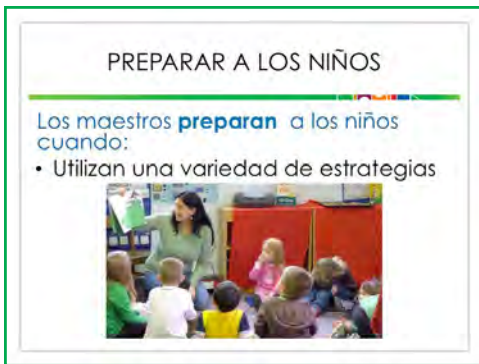 PREPARAR A LOS NIÑOS
Los maestros preparan a los niños
cuando:
• Utilizan una variedad de estrategias